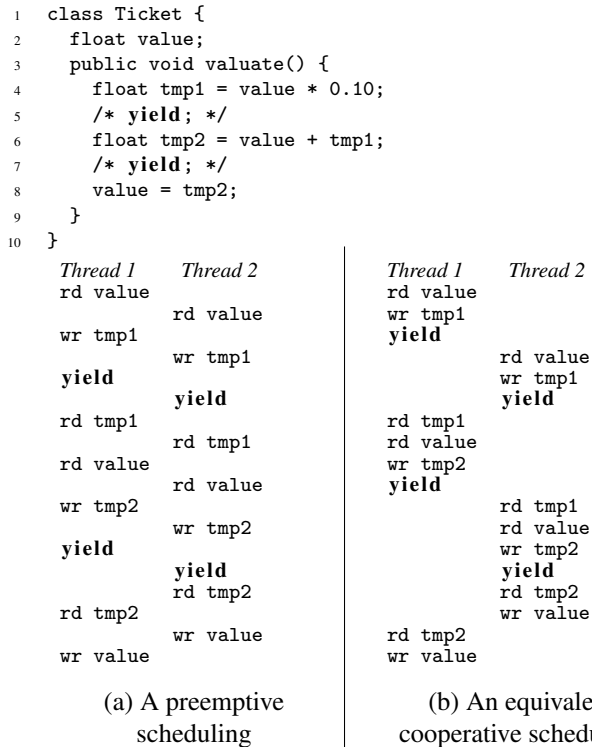 1 class Ticket {
2 float value;
3 public void valuate() {
4 float tmp1 = value * 0.10;
5 /* yield; */
6 float tmp2 = value + tmp1;
7 /* yield; */
8 value = tmp2;
9 }
10 }
Thread 1 Thread 2
rd value
rd value
wr tmp1
wr tmp1
yield
yield
rd tmp1
rd tmp1
rd value
rd value
wr tmp2
wr tmp2
yield
yield
rd tmp2
rd tmp2
wr value
wr value
(a) A preemptive
scheduling
Thread 1 Thread 2
rd value
wr tmp1
yield
rd value
wr tmp1
yield
rd tmp1
rd value
wr tmp2
yield
rd tmp1
rd value
wr tmp2
yield
rd tmp2
wr value
rd tmp2
wr value
(b) An equivale
cooperative schedu